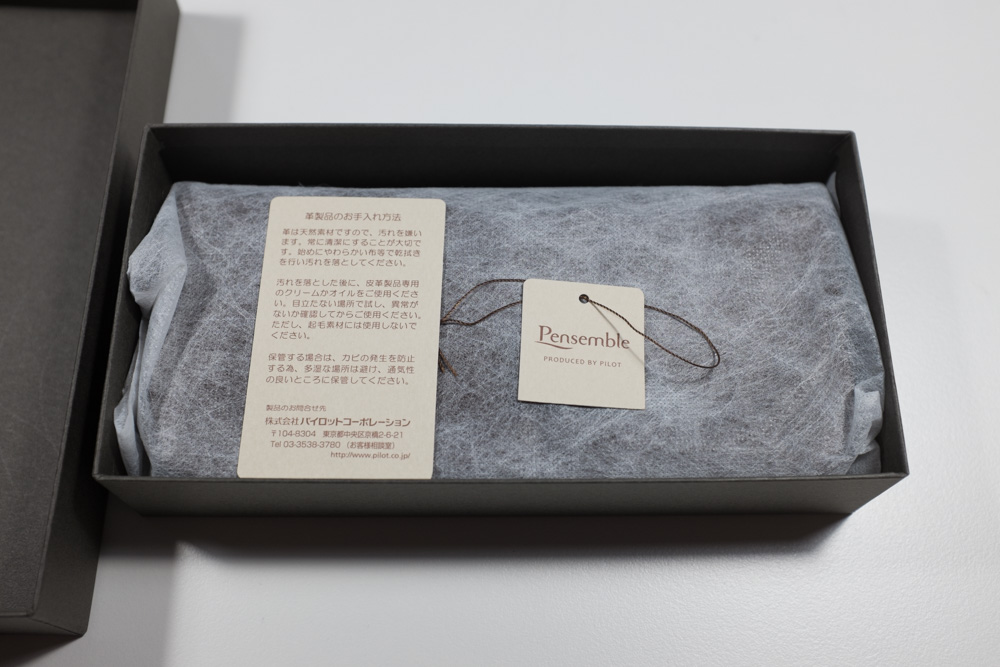 革製品のお手入れ方法
革は天然素材ですので、汚れを嫌い
ます。常に清潔にすることが大切で
す。始めにやわらかい布等で乾拭き
を行い汚れを落としてください。
汚れを落とした後に、皮革製品専用
のクリームかオイルをご使用くださ
い。目立たない場所で試し、異常が
ないか確認してからご使用ください。
ただし、起毛素材には使用しないで
ください。
保管する場合は、カビの発生を防止
する為、多湿な場所は避け、通気性
の良いところに保管してください。
製品のお問合せ先
株式会社パイロットコーポレーション
〒104-8304 東京都中央区京橋2-6-21
Tel 03-3538-3780 (お客様相談室)
http://www.pilot.co.jp/
Pensemble
PRODUCED BY PILOT